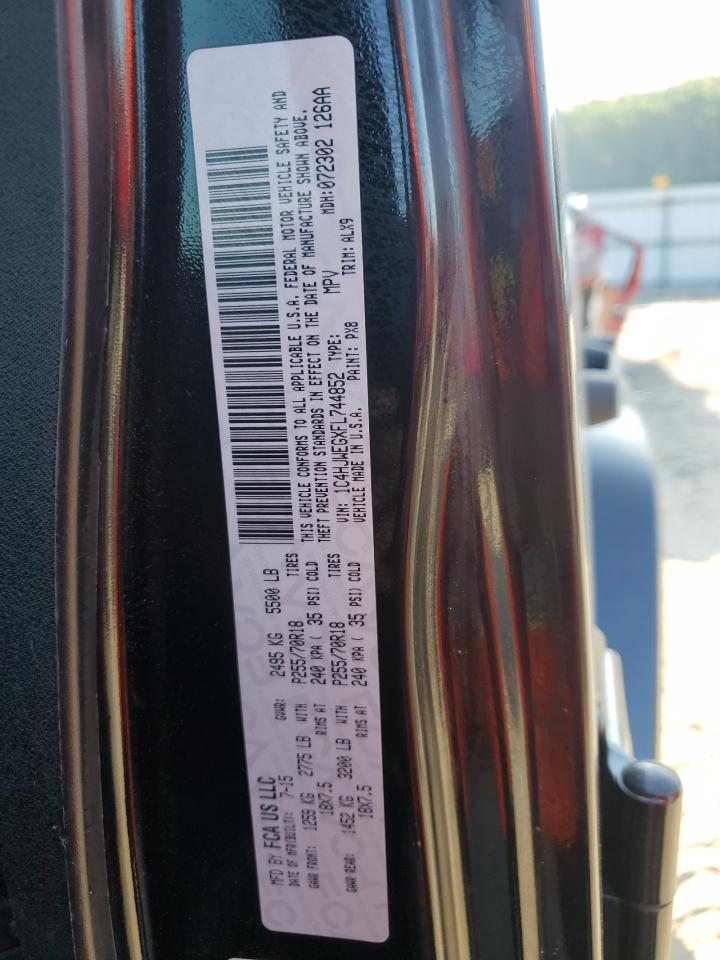 MFD BY FCA US LLC
DATE OF MFR(BUILT): 7-15 GVWR: 2495 KG 5500 LB
GAWR FRONT: 1259 KG 2775 LB WITH P255/70R18 TIRES
18X7.5 RIMS AT 240 KPA ( 35 PSI) COLD
GAWR REAR: 1452 KG 3200 LB WITH P255/70R18 TIRES
18X7.5 RIMS AT 240 KPA ( 35 PSI) COLD
THIS VEHICLE CONFORMS TO ALL APPLICABLE U.S.A. FEDERAL MOTOR VEHICLE SAFETY AND
THEFT PREVENTION STANDARDS IN EFFECT ON THE DATE OF MANUFACTURE SHOWN ABOVE.
VIN: 1C4HJWEGXFL744852 TYPE: MPV MDH: 072302 126AA
VEHICLE MADE IN U.S.A. PAINT: PX8 TRIM: ALX9